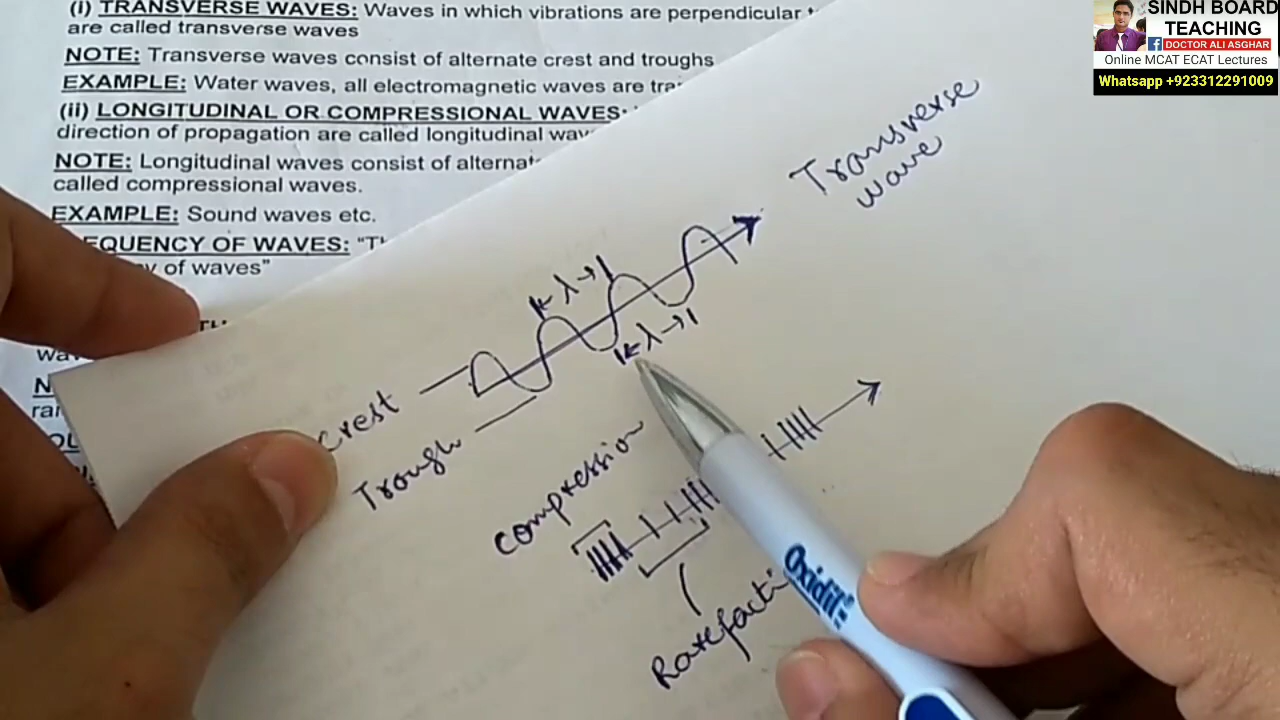 (i) TRANSVERSE WAVES: Waves in which vibrations are perpendicular
are called transverse waves
NOTE: Transverse waves consist of alternate crest and troughs
EXAMPLE: Water waves, all electromagnetic waves are
(ii) LONGITUDINAL OR COMPRESSIONAL WAVES:
direction of propagation are called longitudinal
NOTE: Longitudinal waves consist of
called compressional waves.
EXAMPLE: Sound waves etc.
EQUENCY OF WAVES:
of waves"
SINDH BOARD
TEACHING
f DOCTOR ALI ASGHAR
Online MCAT ECAT Lectures
Whatsapp +923312291009
Transverse
wave
λ
λ
Crest
Trough
Compression
Rarefacti
Oxidil